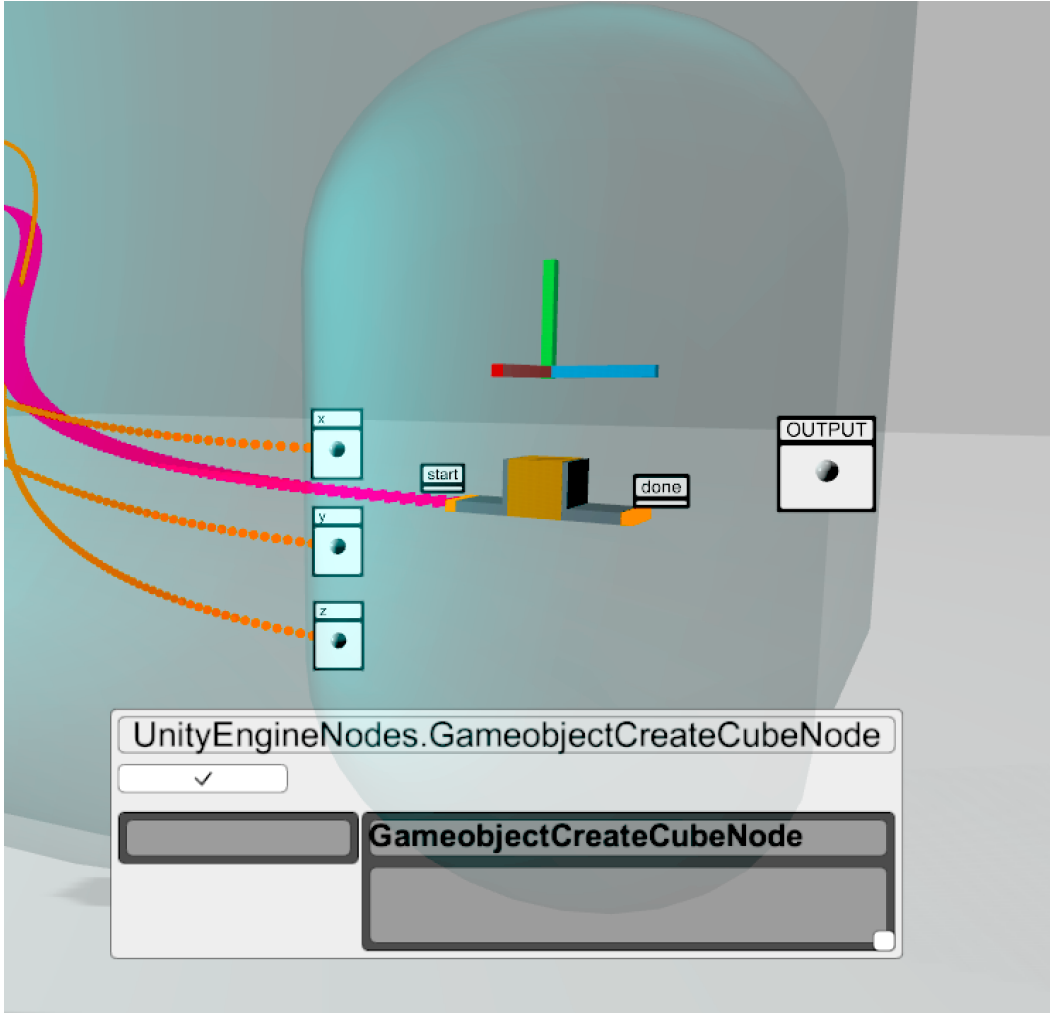 x
start
OUTPUT
done
y
z
UnityEngineNodes.GameobjectCreateCubeNode
GameobjectCreateCubeNode